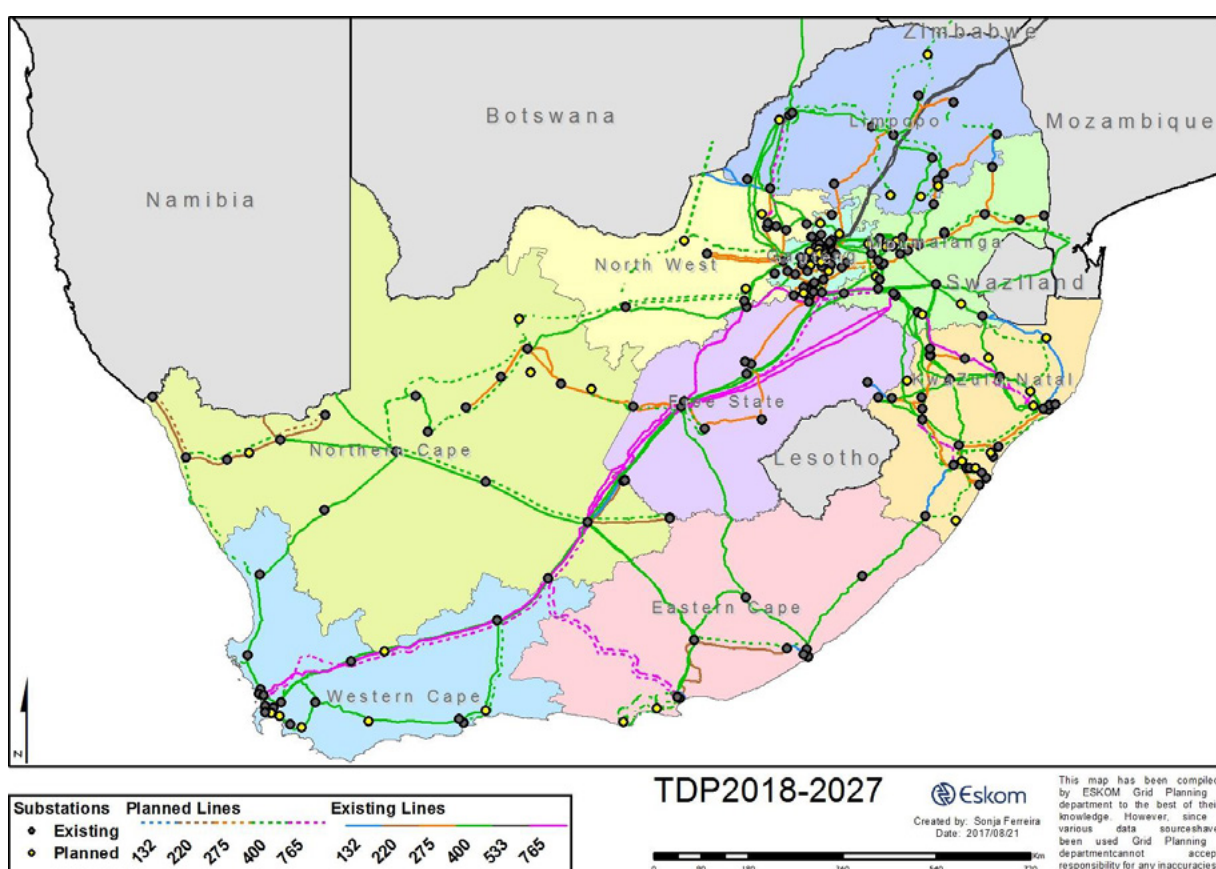 Zimbabwe
Botswana
Limpopo
Mozambique
Namibia
North West
Gauteng
Mpumalanga
Swaziland
KwaZulu-Natal
Free State
Northern Cape
Lesotho
Eastern Cape
Western Cape
N
TDP2018-2027
Eskom
Created by: Sonja Ferreira
Date: 2017/08/21
This map has been compiled
by ESKOM Grid Planning
department to the best of their
knowledge. However, since
various data sourceshave
been used Grid Planning
departmentcannot accept
responsibility for any inaccuracies
Substations Planned Lines Existing Lines
Existing
Planned
132 220 275 400 765 132 220 275 400 533 765
Km